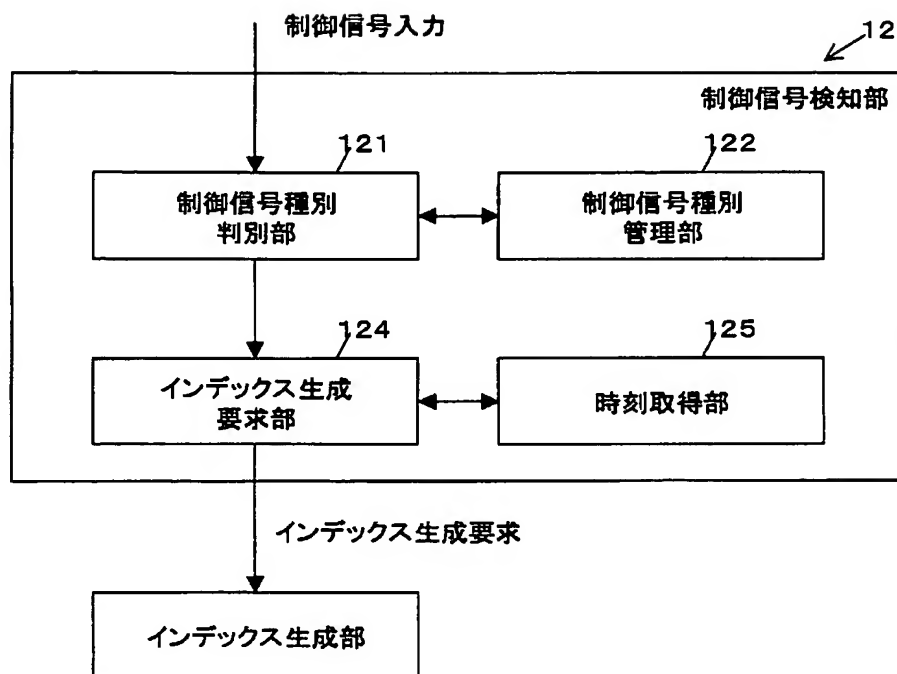 制御信号入力
12
制御信号検知部
121
122
制御信号種別
判別部
制御信号種別
管理部
124
125
インデックス生成
要求部
時刻取得部
インデックス生成要求
インデックス生成部